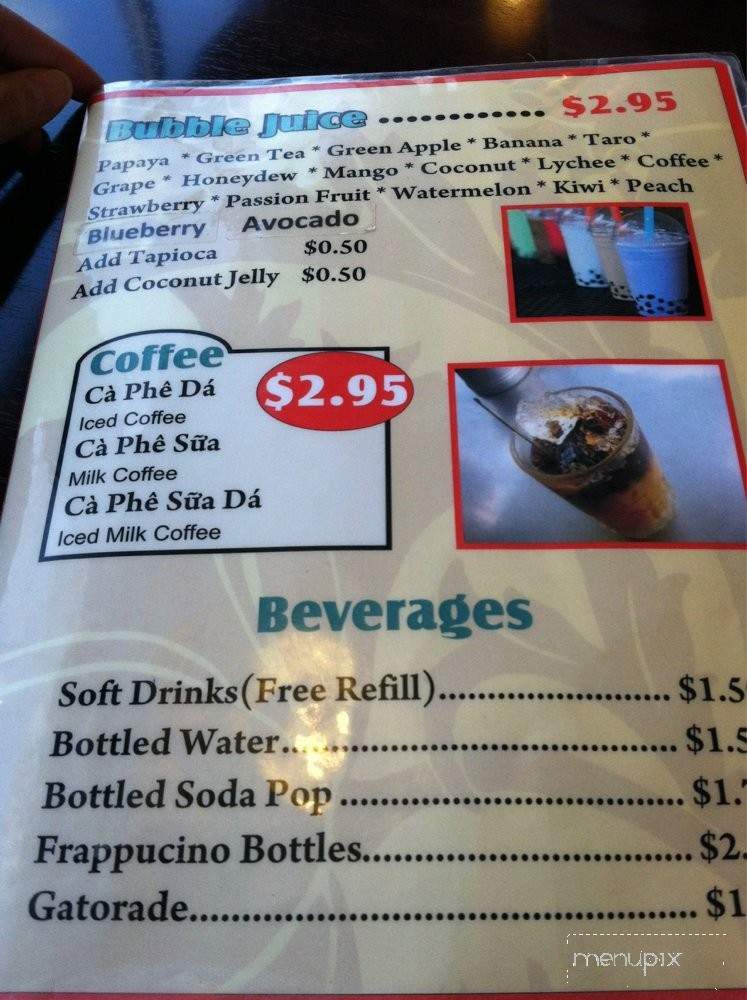 Bubble Juice ............. $2.95
Papaya * Green Tea * Green Apple * Banana * Taro *
Grape * Honeydew * Mango * Coconut * Lychee * Coffee *
Strawberry * Passion Fruit * Watermelon * Kiwi * Peach
Blueberry Avocado
Add Tapioca $0.50
Add Coconut Jelly $0.50
Coffee
$2.95
Cà Phê Dá
Iced Coffee
Cà Phê Sữa
Milk Coffee
Cà Phê Sữa Dá
Iced Milk Coffee
Beverages
Soft Drinks(Free Refill)...................... $1.5
Bottled Water...................................... $1.5
Bottled Soda Pop ................................. $1.
Frappucino Bottles................................ $2.
Gatorade................................................ $1
menupix